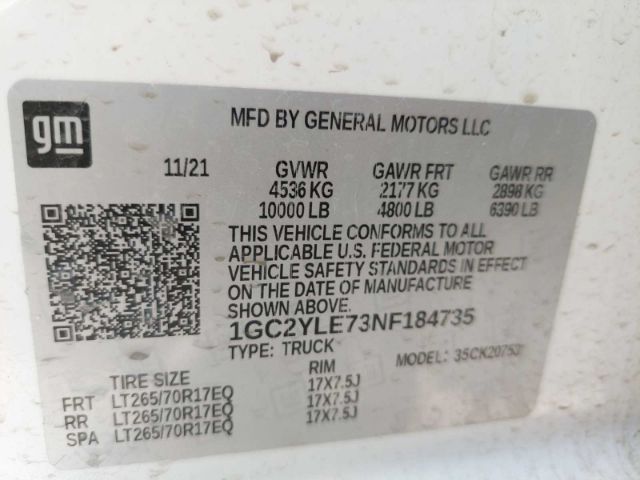 gm
MFD BY GENERAL MOTORS LLC
11/21 GVWR GAWR FRT GAWR RR
4536 KG 2177 KG 2898 KG
10000 LB 4800 LB 6390 LB
THIS VEHICLE CONFORMS TO ALL
APPLICABLE U.S. FEDERAL MOTOR
VEHICLE SAFETY STANDARDS IN EFFECT
ON THE DATE OF MANUFACTURE
SHOWN ABOVE.
1GC2YLE73NF184735
TYPE: TRUCK MODEL: 35CK20753
TIRE SIZE RIM
FRT LT265/70R17EQ 17X7.5J
RR LT265/70R17EQ 17X7.5J
SPA LT265/70R17EQ 17X7.5J